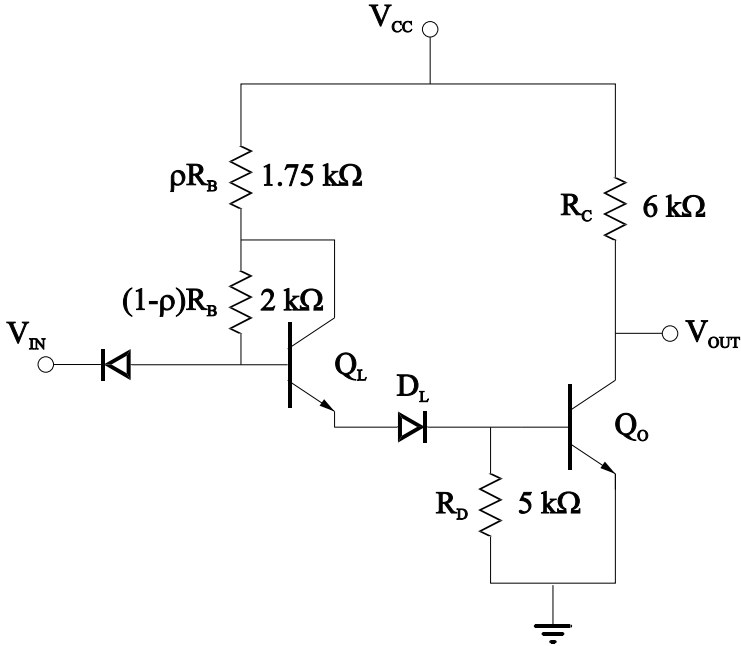 V_CC
ρR_B 1.75 kΩ
R_C 6 kΩ
(1-ρ)R_B 2 kΩ
V_IN
V_OUT
Q_L
D_L
Q_O
R_D 5 kΩ